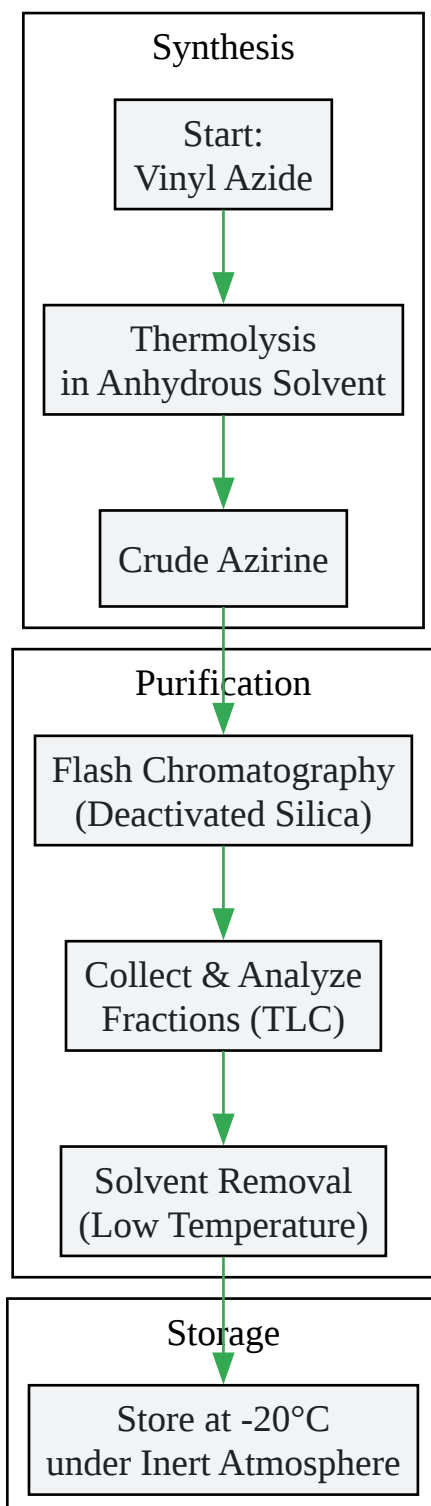 Synthesis
Start:
Vinyl Azide
Thermolysis
in Anhydrous Solvent
Crude Azirine
Purification
Flash Chromatography
(Deactivated Silica)
Collect & Analyze
Fractions (TLC)
Solvent Removal
(Low Temperature)
Storage
Store at -20°C
under Inert Atmosphere